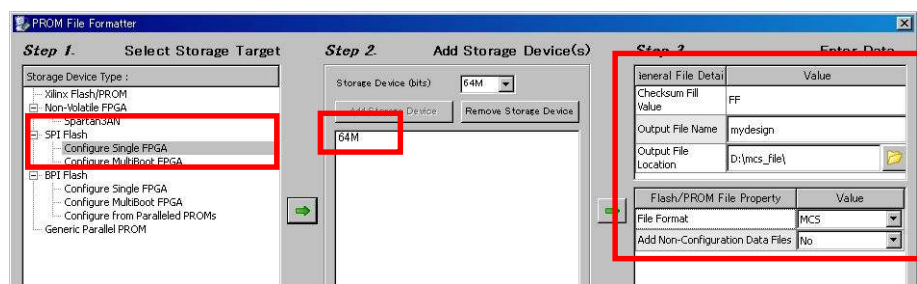 PROM File Formatter
Step 1. Select Storage Target
Storage Device Type :
Xilinx Flash/PROM
Non-Volatile FPGA
Spartan3AN
SPI Flash
Configure Single FPGA
Configure MultiBoot FPGA
BPI Flash
Configure Single FPGA
Configure MultiBoot FPGA
Configure from Paralleled PROMs
Generic Parallel PROM
Step 2. Add Storage Device(s)
Storage Device (bits) 64M
Add Storage Device Remove Storage Device
64M
Step 3. Enter Data
General File Detai Value
Checksum Fill Value FF
Output File Name mydesign
Output File Location D:\mcs_file\
Flash/PROM File Property Value
File Format MCS
Add Non-Configuration Data Files No